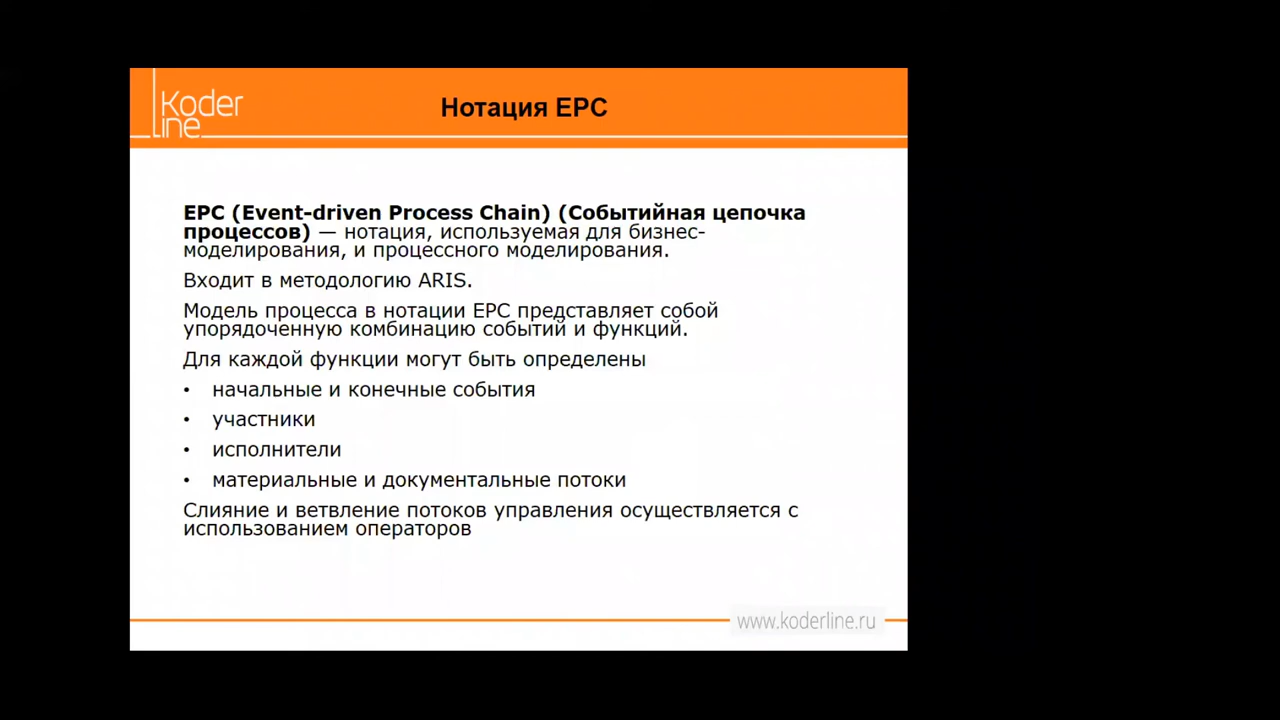 Koder
line
Нотация EPC
EPC (Event-driven Process Chain) (Событийная цепочка
процессов) — нотация, используемая для бизнес-
моделирования, и процессного моделирования.
Входит в методологию ARIS.
Модель процесса в нотации EPC представляет собой
упорядоченную комбинацию событий и функций.
Для каждой функции могут быть определены
• начальные и конечные события
• участники
• исполнители
• материальные и документальные потоки
Слияние и ветвление потоков управления осуществляется с
использованием операторов
www.koderline.ru